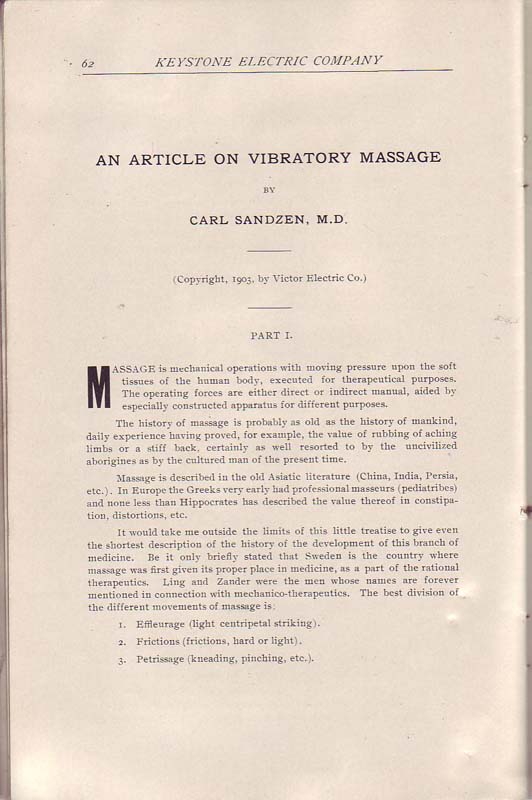 62 KEYSTONE ELECTRIC COMPANY
AN ARTICLE ON VIBRATORY MASSAGE
BY
CARL SANDZEN, M.D.
(Copyright, 1903, by Victor Electric Co.)
PART I.
MASSAGE is mechanical operations with moving pressure upon the soft
tissues of the human body, executed for therapeutical purposes.
The operating forces are either direct or indirect manual, aided by
especially constructed apparatus for different purposes.
The history of massage is probably as old as the history of mankind,
daily experience having proved, for example, the value of rubbing of aching
limbs or a stiff back, certainly as well resorted to by the uncivilized
aborigines as by the cultured man of the present time.
Massage is described in the old Asiatic literature (China, India, Persia,
etc.). In Europe the Greeks very early had professional masseurs (pediatribes)
and none less than Hippocrates has described the value thereof in constipa-
tion, distortions, etc.
It would take me outside the limits of this little treatise to give even
the shortest description of the history of the development of this branch of
medicine. Be it only briefly stated that Sweden is the country where
massage was first given its proper place in medicine, as a part of the rational
therapeutics. Ling and Zander were the men whose names are forever
mentioned in connection with mechanico-therapeutics. The best division of
the different movements of massage is:
1. Effleurage (light centripetal striking).
2. Frictions (frictions, hard or light).
3. Petrissage (kneading, pinching, etc.).